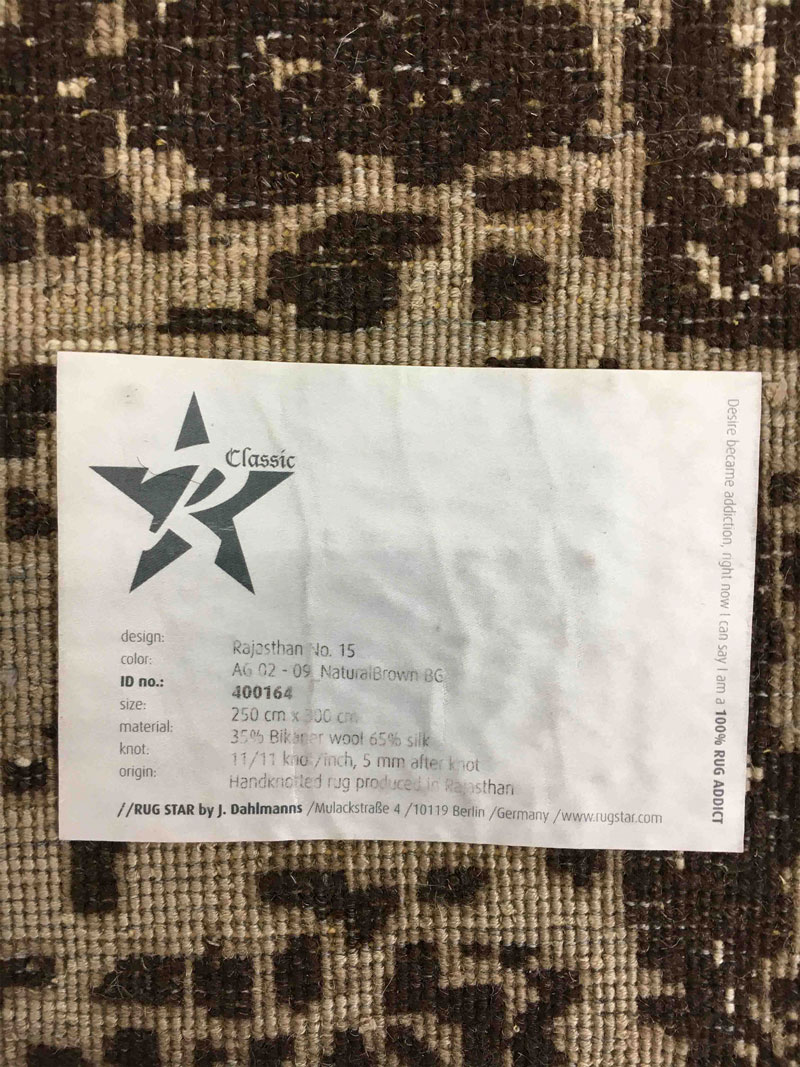 Classic
R
design: Rajasthan No. 15
color: AG 02 - 09_NaturalBrown BG
ID no.: 400164
size: 250 cm x 300 cm
material: 35% Bikaner wool 65% silk
knot: 11/11 knot/inch, 5 mm after knot
origin: Handknotted rug produced in Rajasthan
//RUG STAR by J. Dahlmanns /Mulackstraße 4 /10119 Berlin /Germany /www.rugstar.com
Desire became addiction, right now I can say I am a 100% RUG ADDICT